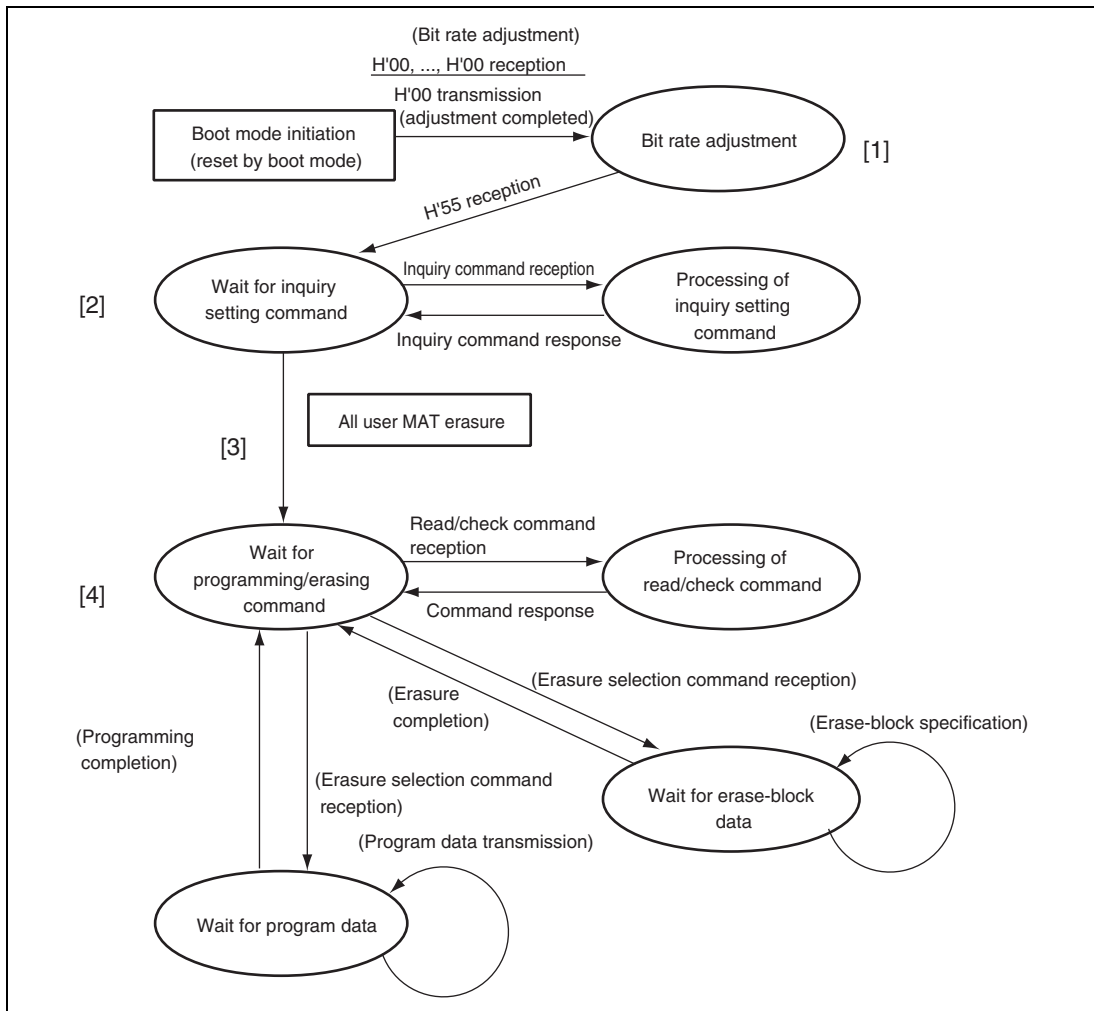 (Bit rate adjustment)
H'00, ..., H'00 reception
H'00 transmission
(adjustment completed)
Boot mode initiation
(reset by boot mode)
Bit rate adjustment
[1]
H'55 reception
[2]
Wait for inquiry
setting command
Inquiry command reception
Inquiry command response
Processing of
inquiry setting
command
All user MAT erasure
[3]
[4]
Wait for
programming/erasing
command
Read/check command
reception
Command response
Processing of
read/check command
(Erasure selection command reception)
(Erasure
completion)
(Erase-block specification)
(Programming
completion)
(Erasure selection command
reception)
Wait for erase-block
data
(Program data transmission)
Wait for program data